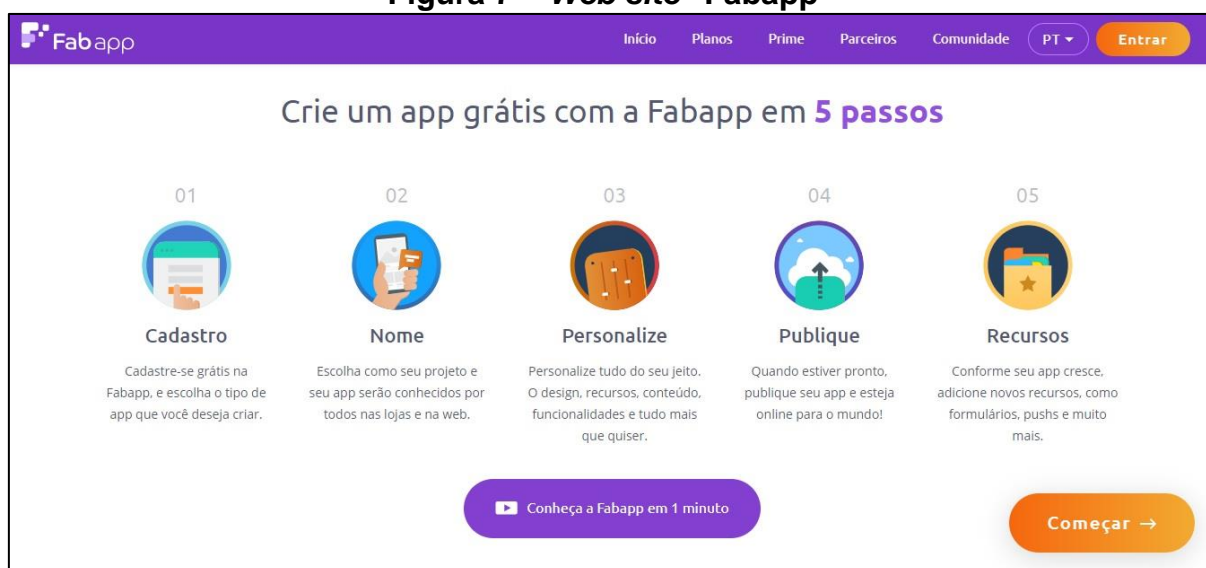 Figura 7 – "Web site" Fabapp
Fabapp
Início Planos Prime Parceiros Comunidade PT Entrar
Crie um app grátis com a Fabapp em 5 passos
01 02 03 04 05
Cadastro
Cadastre-se grátis na
Fabapp, e escolha o tipo de
app que você deseja criar.
Nome
Escolha como seu projeto e
seu app serão conhecidos por
todos nas lojas e na web.
Personalize
Personalize tudo do seu jeito.
O design, recursos, conteúdo,
funcionalidades e tudo mais
que quiser.
Publique
Quando estiver pronto,
publique seu app e esteja
online para o mundo!
Recursos
Conforme seu app cresce,
adicione novos recursos, como
formulários, pushs e muito
mais.
Conheça a Fabapp em 1 minuto
Começar →